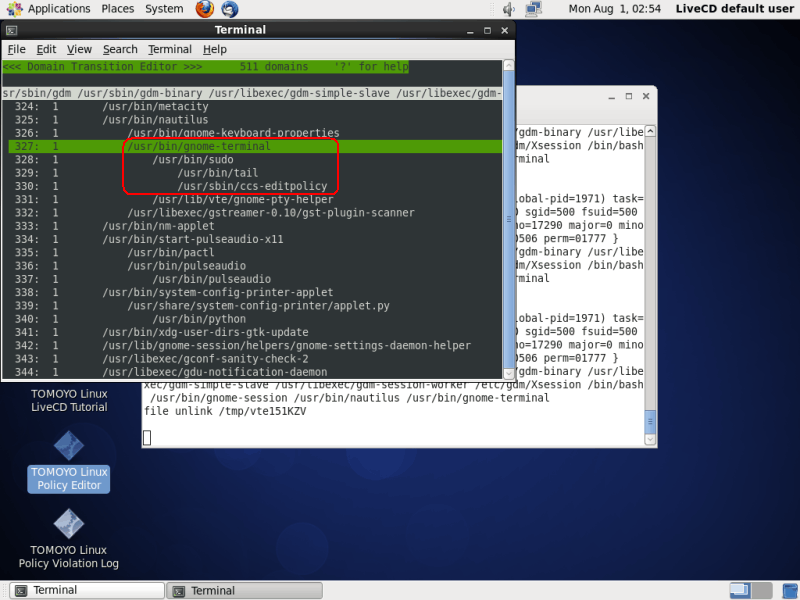 Applications Places System Mon Aug 1, 02:54 LiveCD default user
Terminal
File Edit View Search Terminal Help
<<< Domain Transition Editor >>> 511 domains '?' for help
sr/sbin/gdm /usr/sbin/gdm-binary /usr/libexec/gdm-simple-slave /usr/libexec/gdm-
324: 1 /usr/bin/metacity
325: 1 /usr/bin/nautilus
326: 1 /usr/bin/gnome-keyboard-properties
327: 1 /usr/bin/gnome-terminal
328: 1 /usr/bin/sudo
329: 1 /usr/bin/tail
330: 1 /usr/sbin/ccs-editpolicy
331: 1 /usr/lib/vte/gnome-pty-helper
332: 1 /usr/libexec/gstreamer-0.10/gst-plugin-scanner
333: 1 /usr/bin/nm-applet
334: 1 /usr/bin/start-pulseaudio-x11
335: 1 /usr/bin/pactl
336: 1 /usr/bin/pulseaudio
337: 1 /usr/bin/pulseaudio
338: 1 /usr/bin/system-config-printer-applet
339: 1 /usr/share/system-config-printer/applet.py
340: 1 /usr/bin/python
341: 1 /usr/bin/xdg-user-dirs-gtk-update
342: 1 /usr/lib/gnome-session/helpers/gnome-settings-daemon-helper
343: 1 /usr/libexec/gconf-sanity-check-2
344: 1 /usr/libexec/gdu-notification-daemon
/gdm-binary /usr/libe
dm/Xsession /bin/bash
rminal
lobal-pid=1971) task=
0 sgid=500 fsuid=500
no=17290 major=0 mino
0506 perm=01777 }
/gdm-binary /usr/libe
dm/Xsession /bin/bash
rminal
lobal-pid=1971) task=
0 sgid=500 fsuid=500
no=17290 major=0 mino
0506 perm=01777 }
/gdm-binary /usr/libe
xec/gdm-simple-slave /usr/libexec/gdm-session-worker /etc/gdm/Xsession /bin/bash
/usr/bin/gnome-session /usr/bin/nautilus /usr/bin/gnome-terminal
file unlink /tmp/vte151KZV
TOMOYO Linux
LiveCD Tutorial
TOMOYO Linux
Policy Editor
TOMOYO Linux
Policy Violation Log
Terminal Terminal